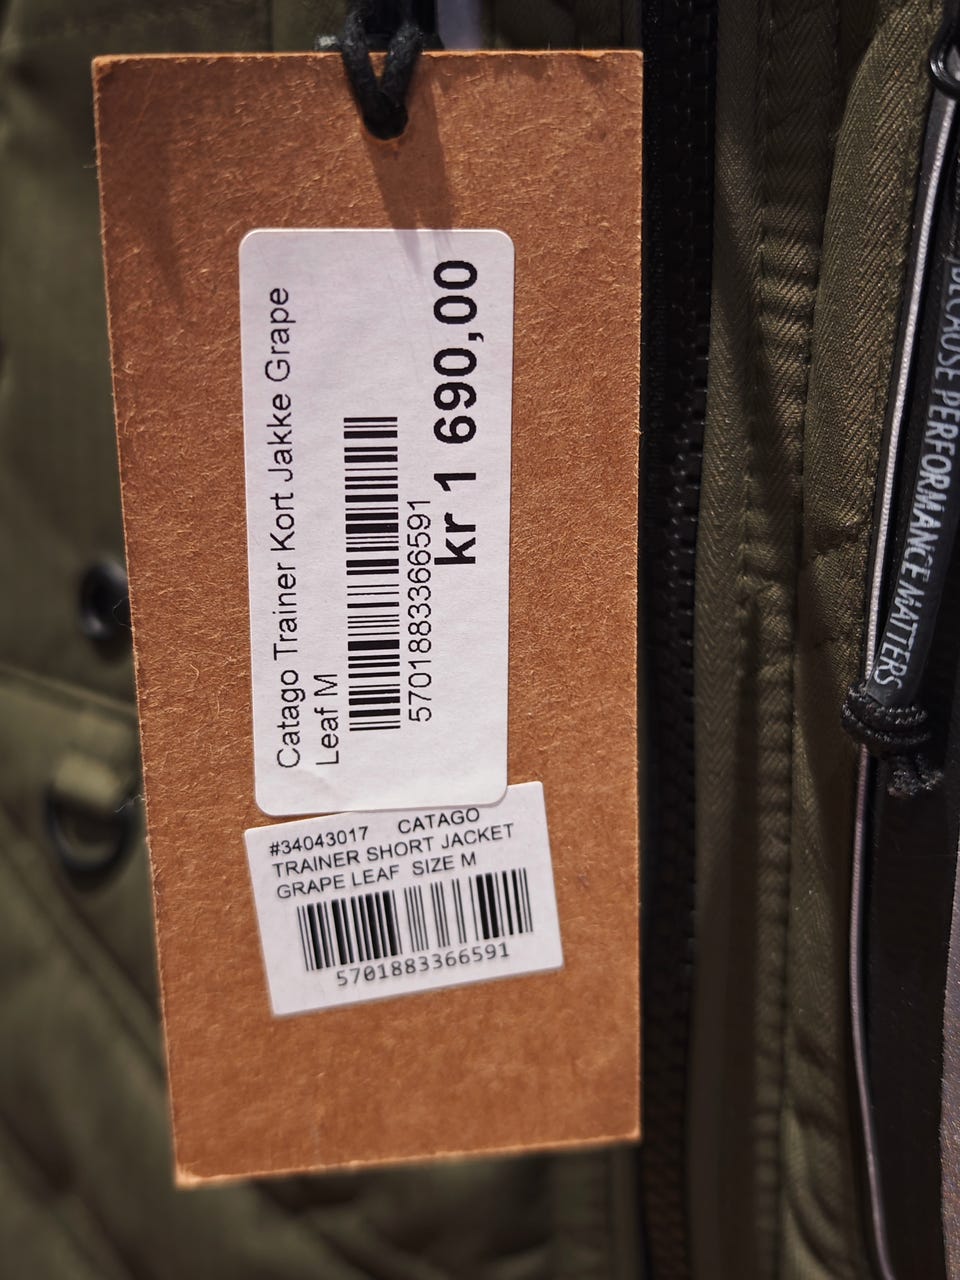 Catago Trainer Kort Jakke Grape
Leaf M
5701883366591
kr 1 690,00
#34043017 CATAGO
TRAINER SHORT JACKET
GRAPE LEAF SIZE M
5701883366591
BECAUSE PERFORMANCE MATTERS